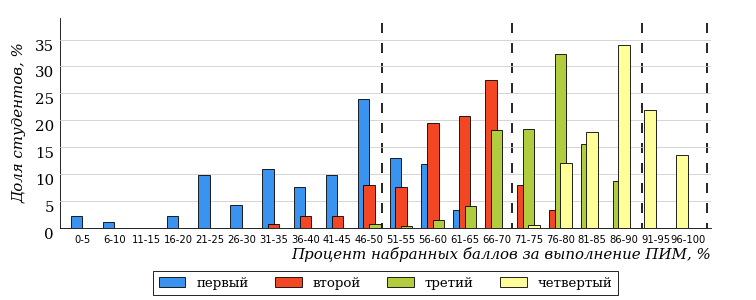 Доля студентов, %
35
30
25
20
15
10
5
0
0-5 6-10 11-15 16-20 21-25 26-30 31-35 36-40 41-45 46-50 51-55 56-60 61-65 66-70 71-75 76-80 81-85 86-90 91-95 96-100
Процент набранных баллов за выполнение ПИМ, %
первый второй третий четвертый